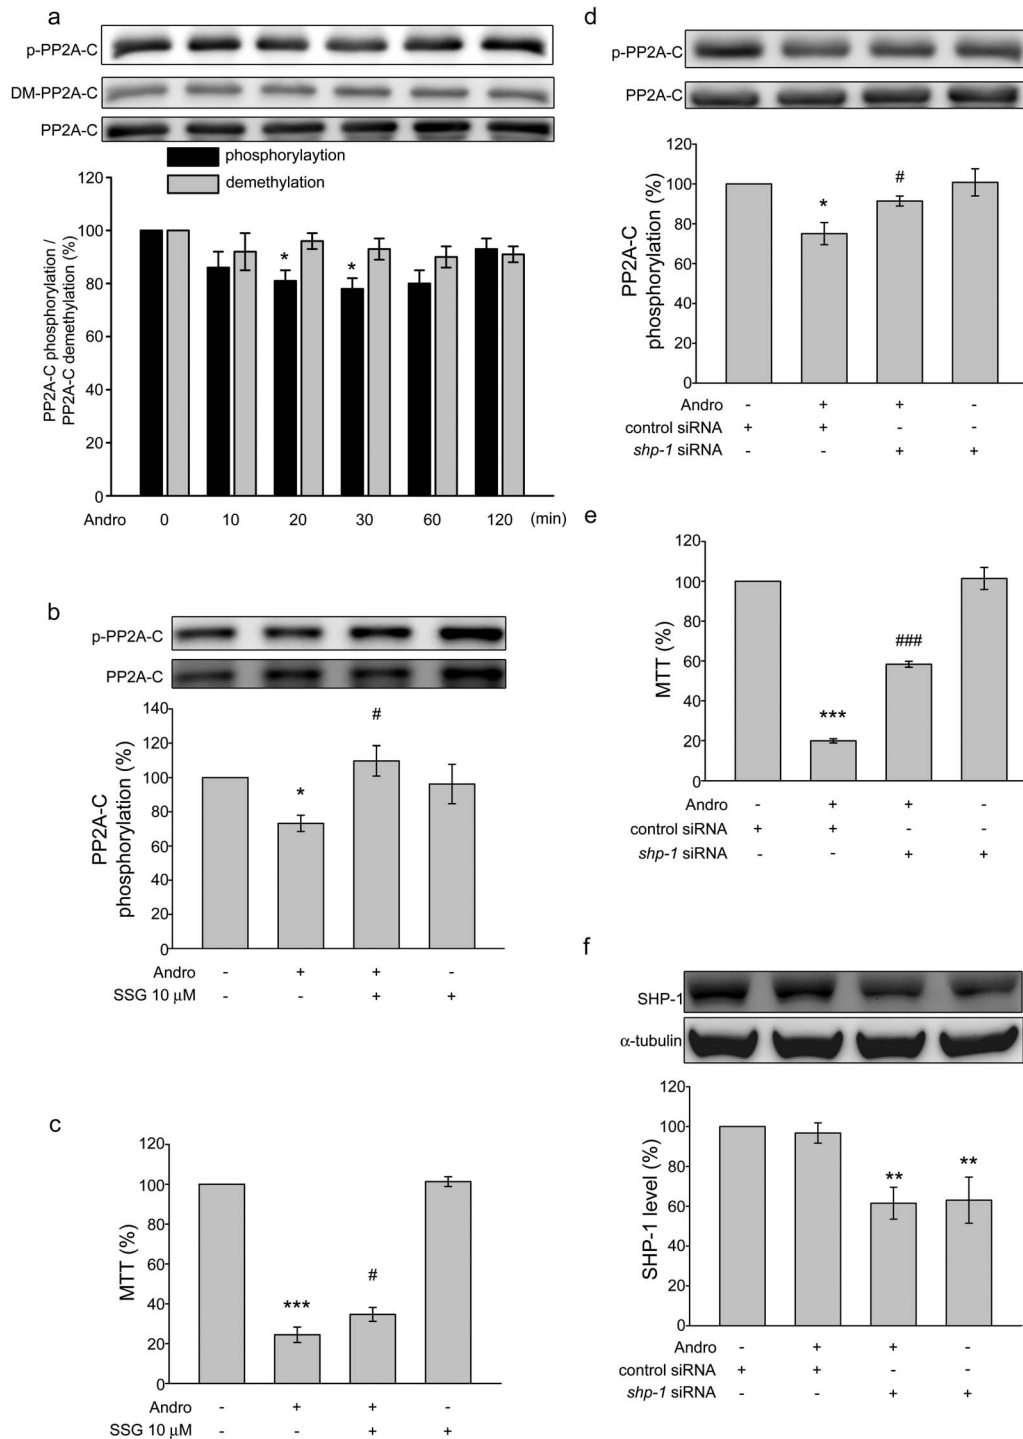 a
p-PP2A-C
DM-PP2A-C
PP2A-C
phosphorylaytion
demethylation
PP2A-C phosphorylation /
PP2A-C demethylation (%)
120
100
80
60
40
20
0
* *
Andro 0 10 20 30 60 120 (min)
b
p-PP2A-C
PP2A-C
PP2A-C
phosphorylation (%)
140
120
100
80
60
40
20
0
* #
Andro - + + -
SSG 10 µM - - + +
c
MTT (%)
120
100
80
60
40
20
0
*** #
Andro - + + -
SSG 10 µM - - + +
d
p-PP2A-C
PP2A-C
PP2A-C
phosphorylation (%)
120
100
80
60
40
20
0
* #
Andro - + + -
control siRNA + + - -
shp-1 siRNA - - + +
e
MTT (%)
120
100
80
60
40
20
0
*** ###
Andro - + + -
control siRNA + + - -
shp-1 siRNA - - + +
f
SHP-1
α-tubulin
SHP-1 level (%)
120
100
80
60
40
20
0
** **
Andro - + + -
control siRNA + + - -
shp-1 siRNA - - + +